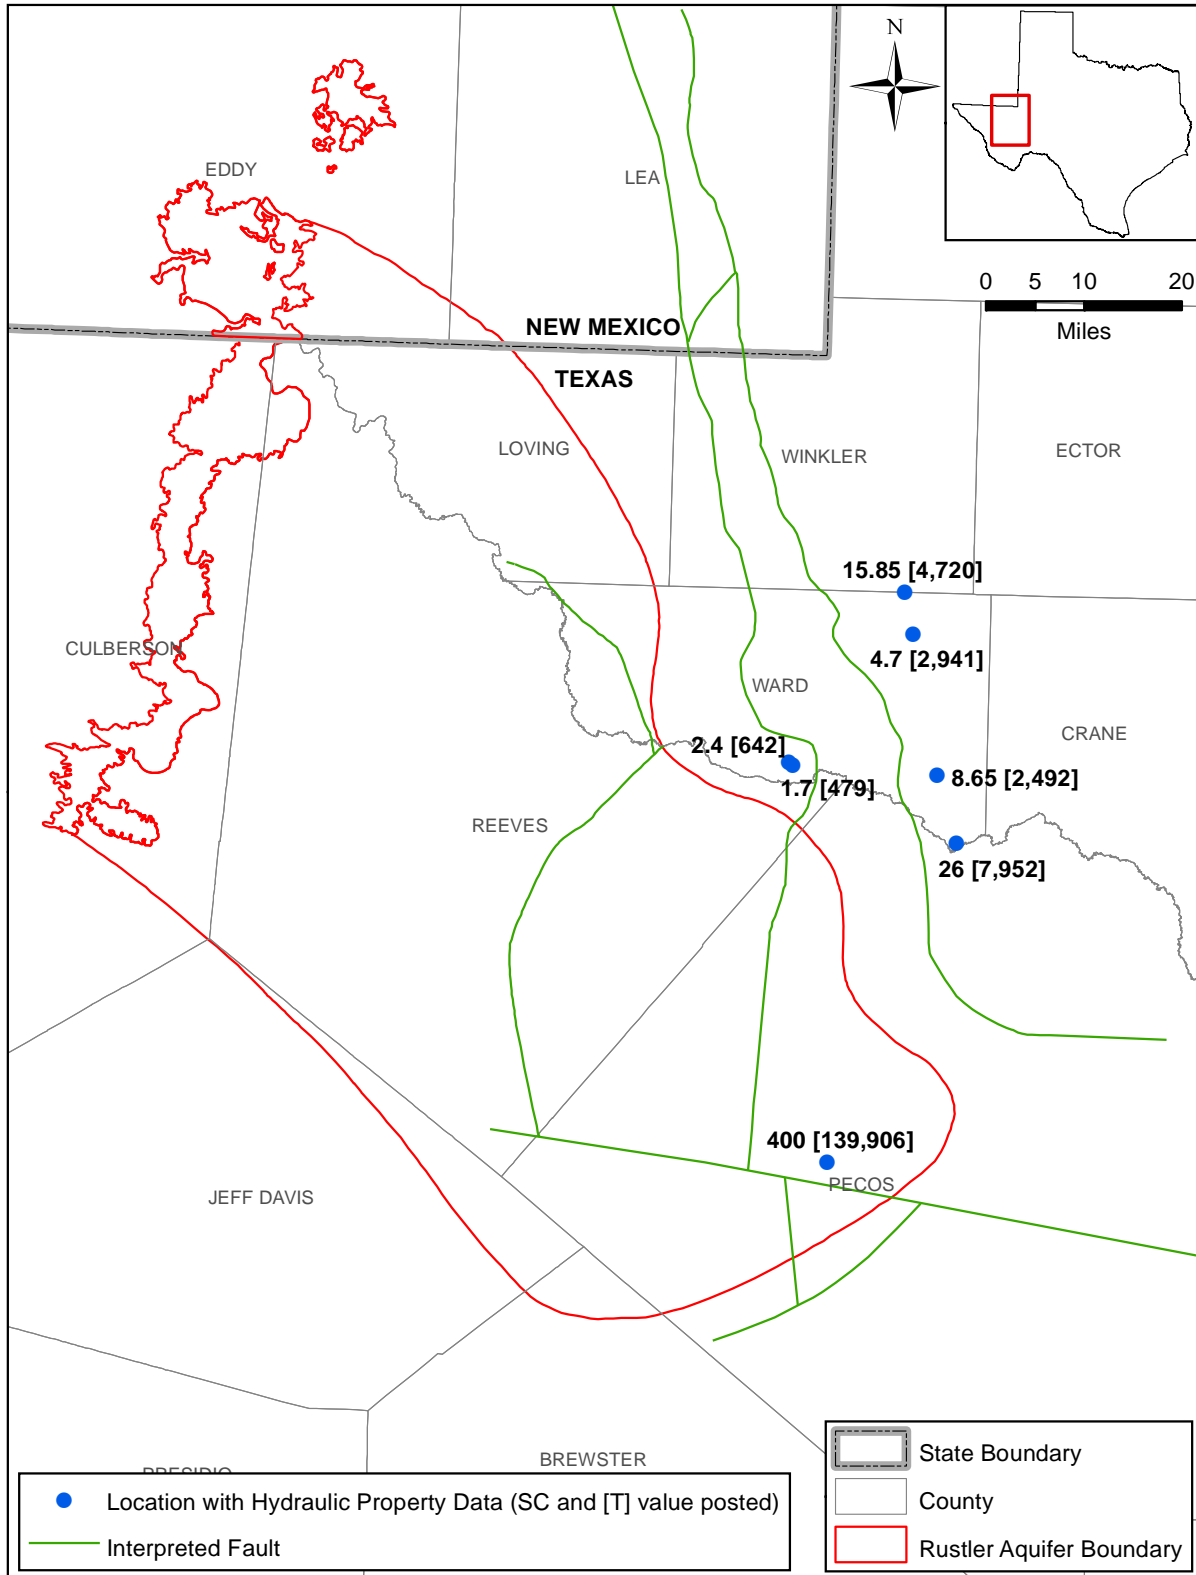 N
EDDY
LEA
0 5 10 20
Miles
NEW MEXICO
TEXAS
LOVING
WINKLER
ECTOR
15.85 [4,720]
CULBERSON
4.7 [2,941]
WARD
CRANE
2.4 [642]
1.7 [479]
8.65 [2,492]
REEVES
26 [7,952]
400 [139,906]
PECOS
JEFF DAVIS
BREWSTER
PRESIDIO
State Boundary
County
Rustler Aquifer Boundary
Location with Hydraulic Property Data (SC and [T] value posted)
Interpreted Fault